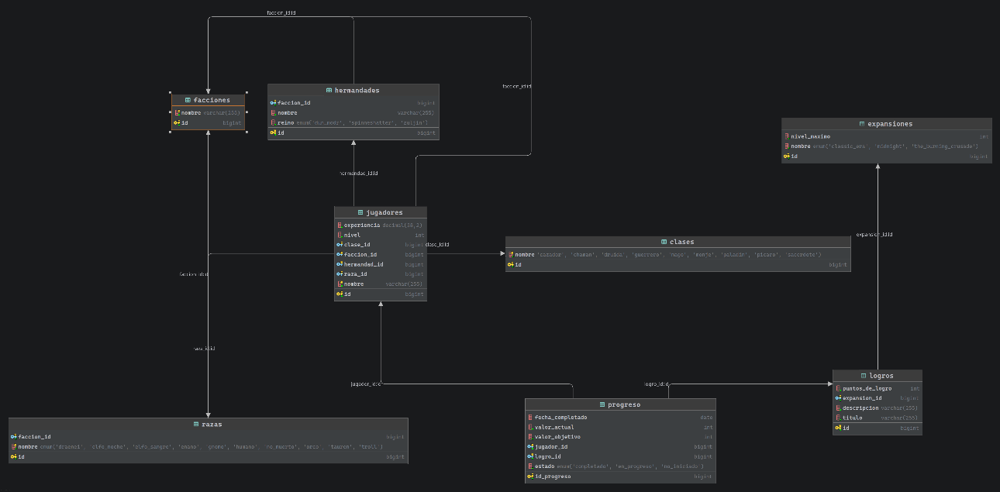 faccion_id:id
faccion_id:id
hermandades
faccion_id bigint
nombre varchar(255)
reino enum('dun_modr', 'spinneshatter', 'zuljin')
id bigint
facciones
nombre varchar(255)
id bigint
expansiones
nivel_maximo int
nombre enum('classic_era', 'midnight', 'the_burning_crusade')
id bigint
hermandad_id:id
jugadores
experiencia decimal(38,2)
nivel int
clase_id bigint
faccion_id bigint
hermandad_id bigint
raza_id bigint
nombre varchar(255)
id bigint
clase_id:id
clases
nombre 'cazador', 'chaman', 'druida', 'guerrero', 'mago', 'monje', 'paladin', 'picaro', 'sacerdote')
id bigint
expansion_id:id
faccion_id:id
raza_id:id
jugador_id:id
logro_id:id
logros
puntos_de_logro int
expansion_id bigint
descripcion varchar(255)
titulo varchar(255)
id bigint
progreso
fecha_completado date
valor_actual int
valor_objetivo int
jugador_id bigint
logro_id bigint
estado enum('completado', 'en_progreso', 'no_iniciado')
id_progreso bigint
razas
faccion_id bigint
nombre enum('draenei', 'elfo_noche', 'elfo_sangre', 'enano', 'gnomo', 'humano', 'no_muerto', 'orco', 'tauren', 'troll')
id bigint